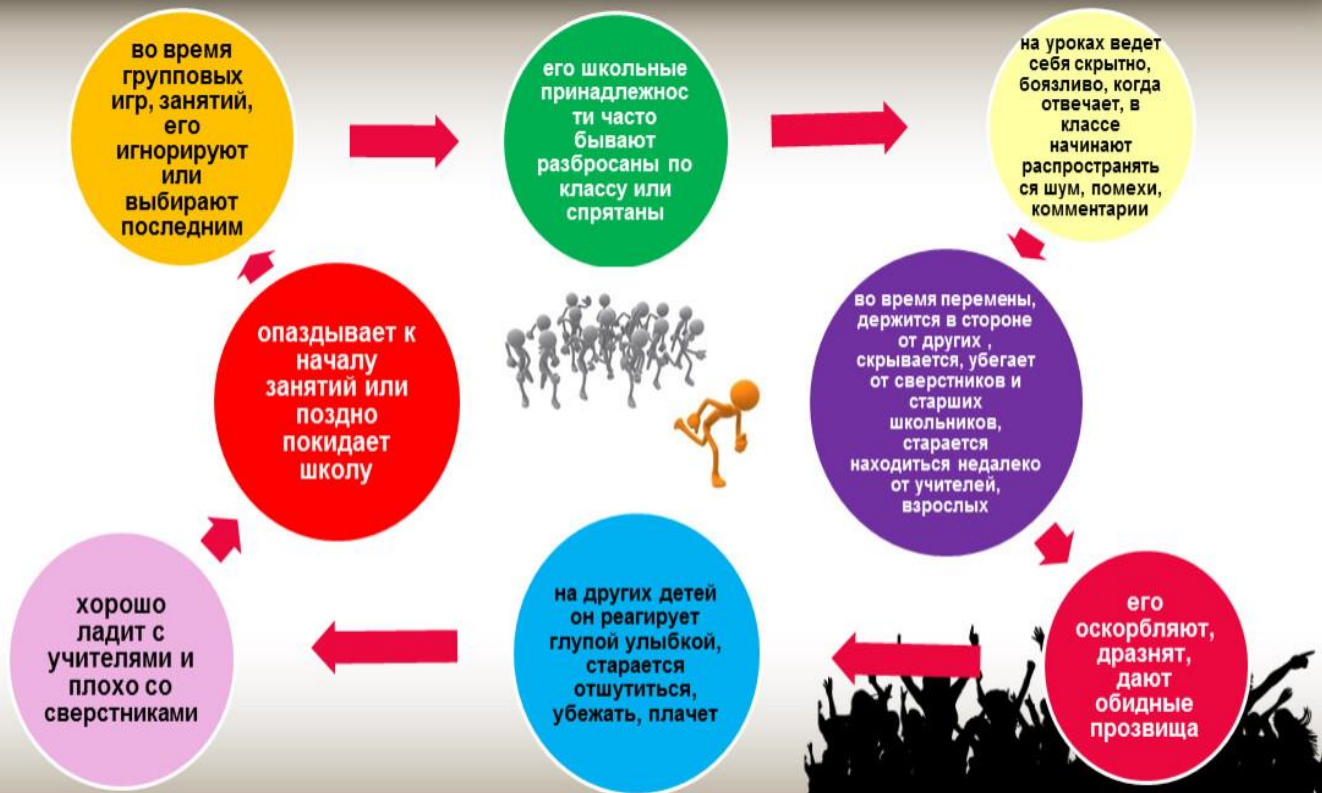 во время
групповых
игр, занятий,
его
игнорируют
или
выбирают
последним
его школьные
принадлежнос
ти часто
бывают
разбросаны по
классу или
спрятаны
на уроках ведет
себя скрытно,
боязливо, когда
отвечает, в
классе
начинают
распространять
ся шум, помехи,
комментарии
во время перемены,
держится в стороне
от других ,
скрывается, убегает
от сверстников и
старших
школьников,
старается
находиться недалеко
от учителей,
взрослых
его
оскорбляют,
дразнят,
дают
обидные
прозвища
на других детей
он реагирует
глупой улыбкой,
старается
отшутиться,
убежать, плачет
хорошо
ладит с
учителями и
плохо со
сверстниками
опаздывает к
началу
занятий или
поздно
покидает
школу